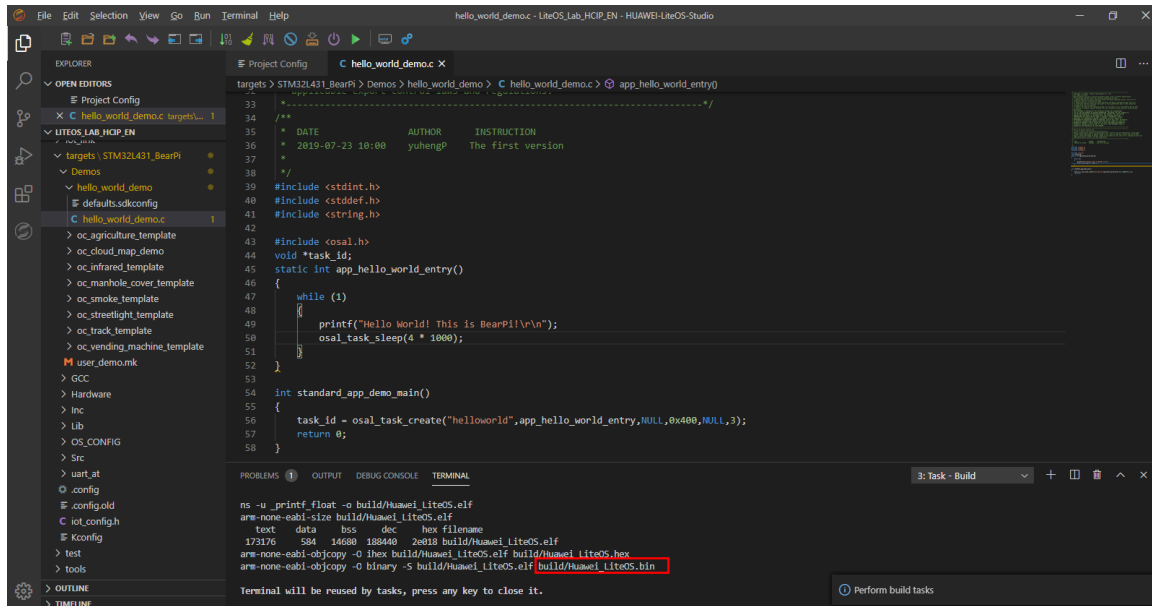 File Edit Selection View Go Run Terminal Help
hello_world_demo.c - LiteOS_Lab_HCIP_EN - HUAWEI-LiteOS-Studio
EXPLORER
OPEN EDITORS
Project Config
hello_world_demo.c targets\... 1
LITEOS_LAB_HCIP_EN
iot_link
targets \ STM32L431_BearPi
Demos
hello_world_demo
defaults.sdkconfig
hello_world_demo.c 1
oc_agriculture_template
oc_cloud_map_demo
oc_infrared_template
oc_manhole_cover_template
oc_smoke_template
oc_streetlight_template
oc_track_template
oc_vending_machine_template
user_demo.mk
GCC
Hardware
Inc
Lib
OS_CONFIG
Src
uart_at
.config
.config.old
iot_config.h
Kconfig
test
tools
OUTLINE
TIMELINE
Project Config
hello_world_demo.c
targets > STM32L431_BearPi > Demos > hello_world_demo > C hello_world_demo.c > app_hello_world_entry()
32 applicable export control laws and regulations.
33 *---------------------------------------------------------------------------*/
34 /**
35 * DATE AUTHOR INSTRUCTION
36 * 2019-07-23 10:00 yuhengP The first version
37 *
38 */
39 #include <stdint.h>
40 #include <stddef.h>
41 #include <string.h>
42
43 #include <osal.h>
44 void *task_id;
45 static int app_hello_world_entry()
46 {
47 while (1)
48 {
49 printf("Hello World! This is BearPi!\r\n");
50 osal_task_sleep(4 * 1000);
51 }
52 }
53
54 int standard_app_demo_main()
55 {
56 task_id = osal_task_create("helloworld",app_hello_world_entry,NULL,0x400,NULL,3);
57 return 0;
58 }
PROBLEMS 1 OUTPUT DEBUG CONSOLE TERMINAL
3: Task - Build
ns -u _printf_float -o build/Huawei_LiteOS.elf
arm-none-eabi-size build/Huawei_LiteOS.elf
text data bss dec hex filename
173176 584 14680 188440 2e018 build/Huawei_LiteOS.elf
arm-none-eabi-objcopy -O ihex build/Huawei_LiteOS.elf build/Huawei_LiteOS.hex
arm-none-eabi-objcopy -O binary -S build/Huawei_LiteOS.elf build/Huawei_LiteOS.bin
Terminal will be reused by tasks, press any key to close it.
Perform build tasks